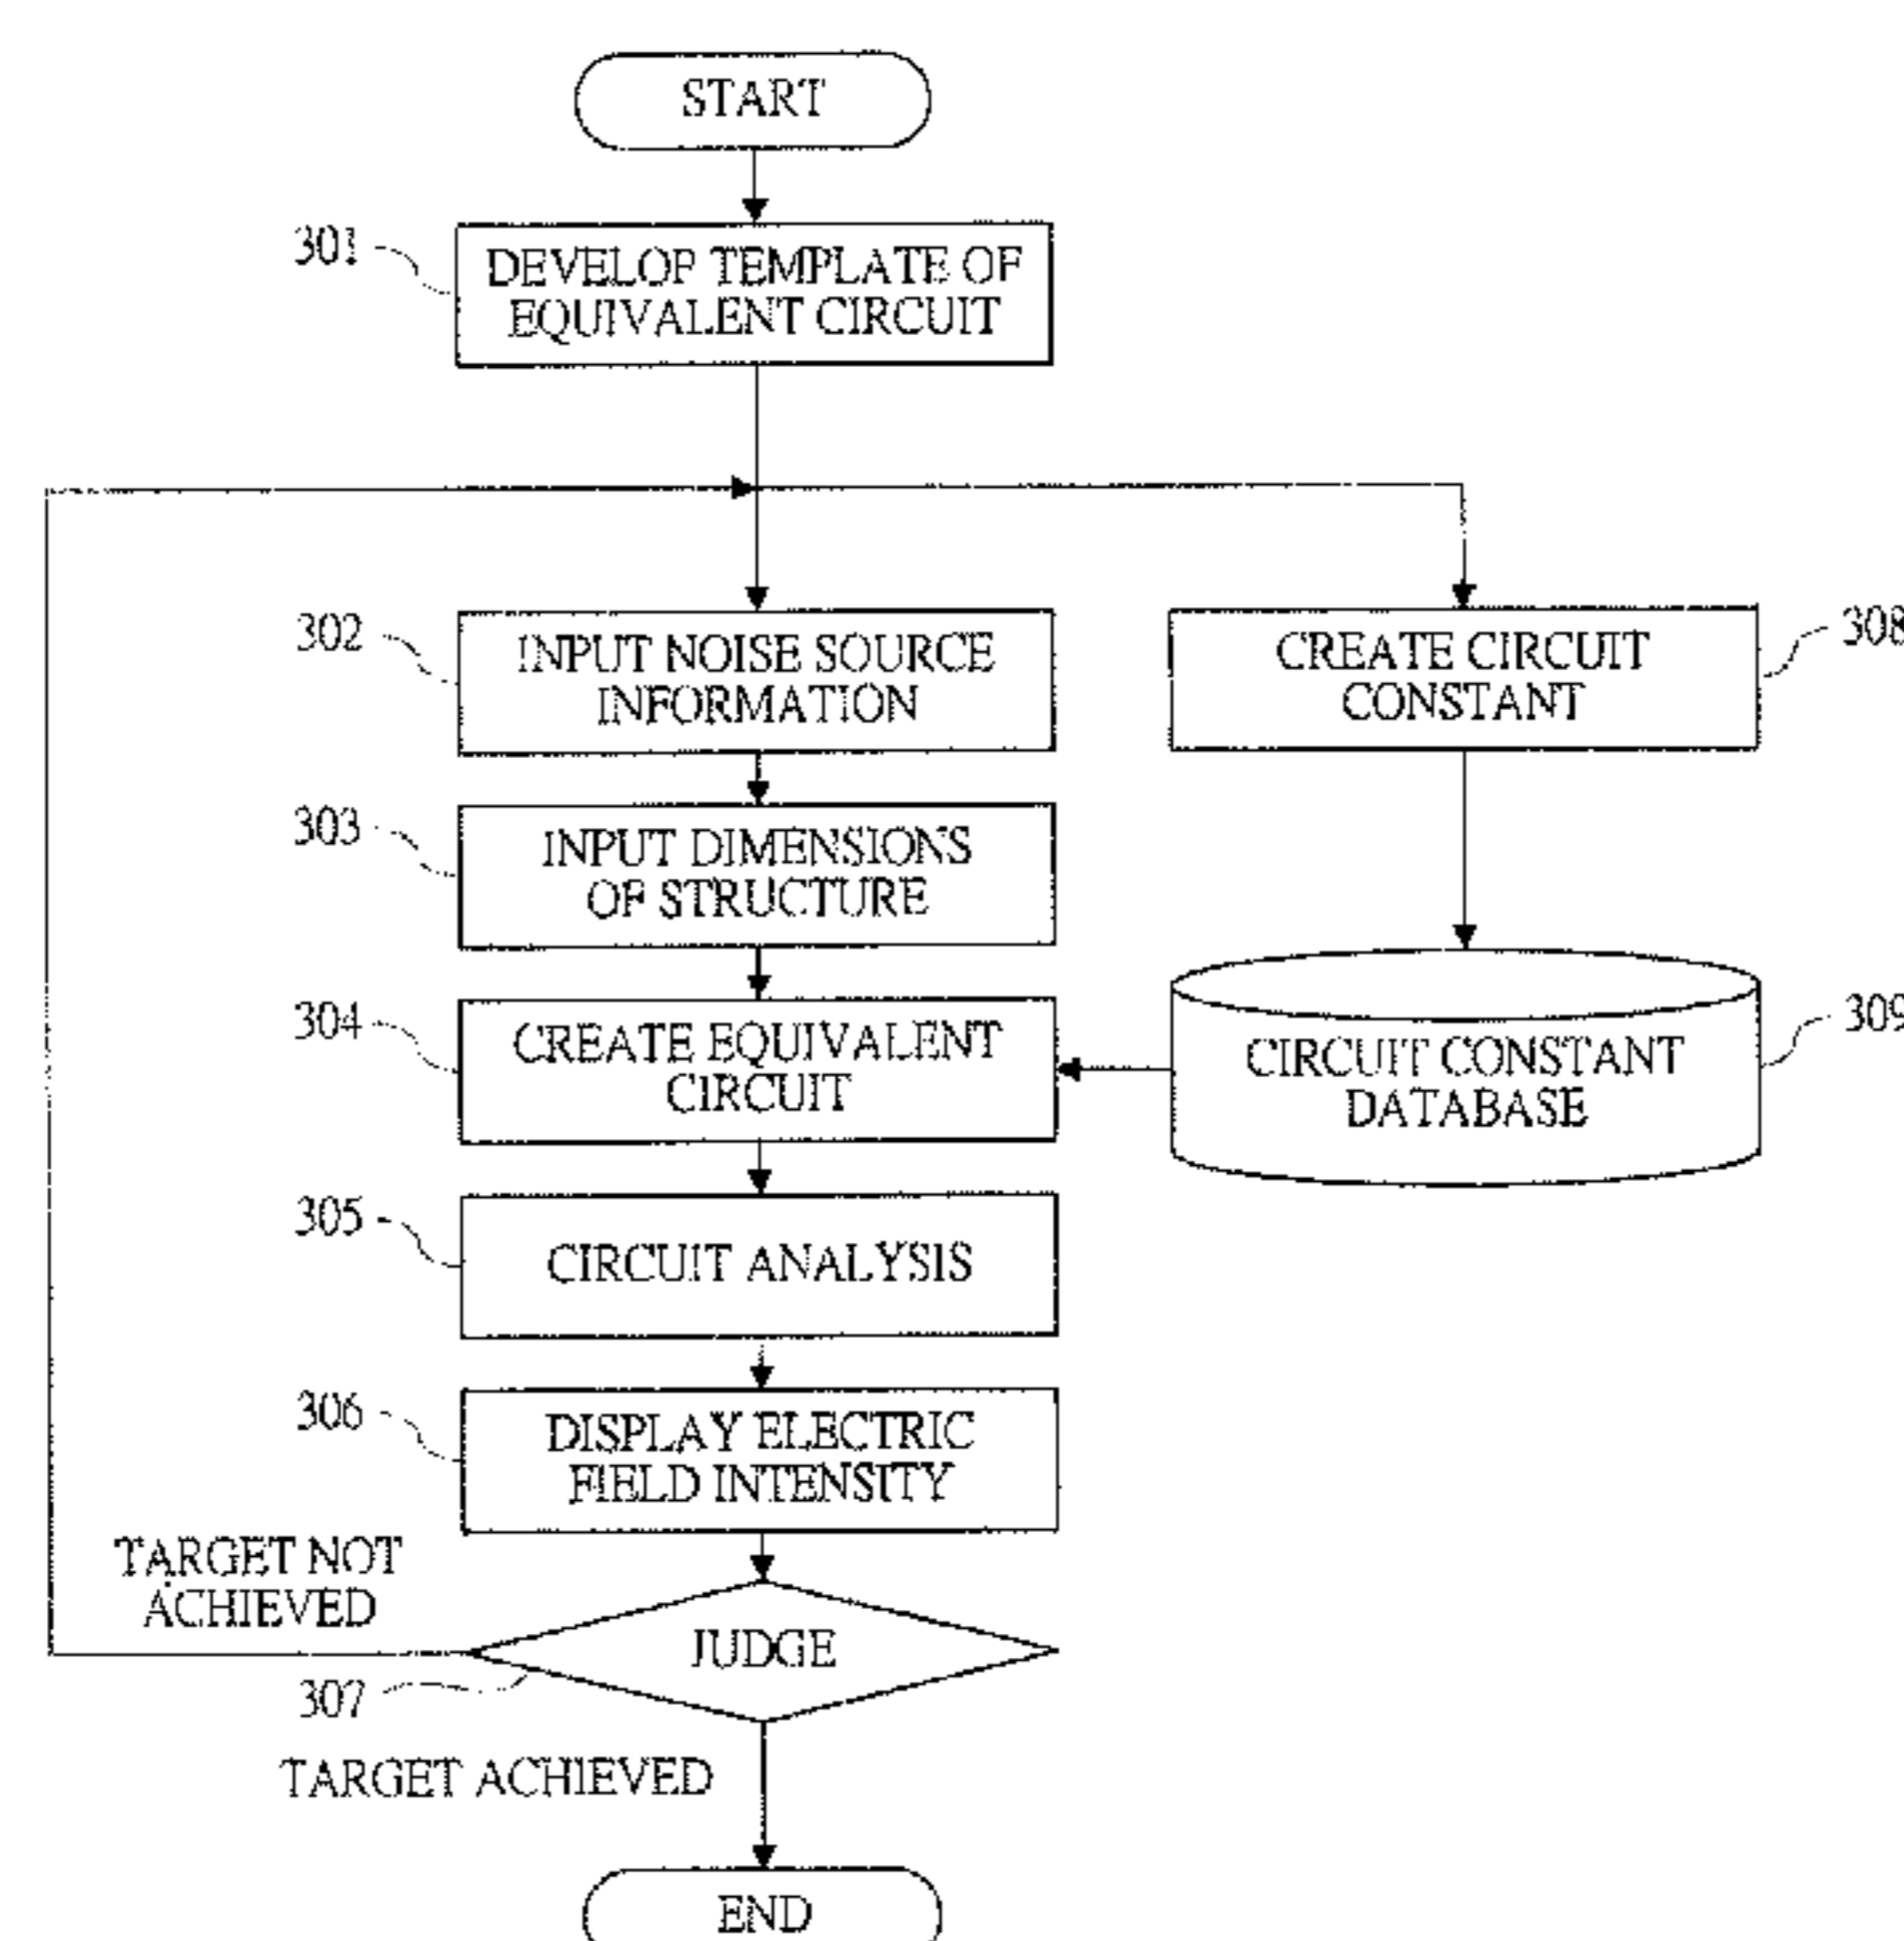 START
301
DEVELOP TEMPLATE OF
EQUIVALENT CIRCUIT
302
INPUT NOISE SOURCE
INFORMATION
CREATE CIRCUIT
CONSTANT
308
303
INPUT DIMENSIONS
OF STRUCTURE
304
CREATE EQUIVALENT
CIRCUIT
CIRCUIT CONSTANT
DATABASE
309
305
CIRCUIT ANALYSIS
306
DISPLAY ELECTRIC
FIELD INTENSITY
TARGET NOT
ACHIEVED
JUDGE
307
TARGET ACHIEVED
END